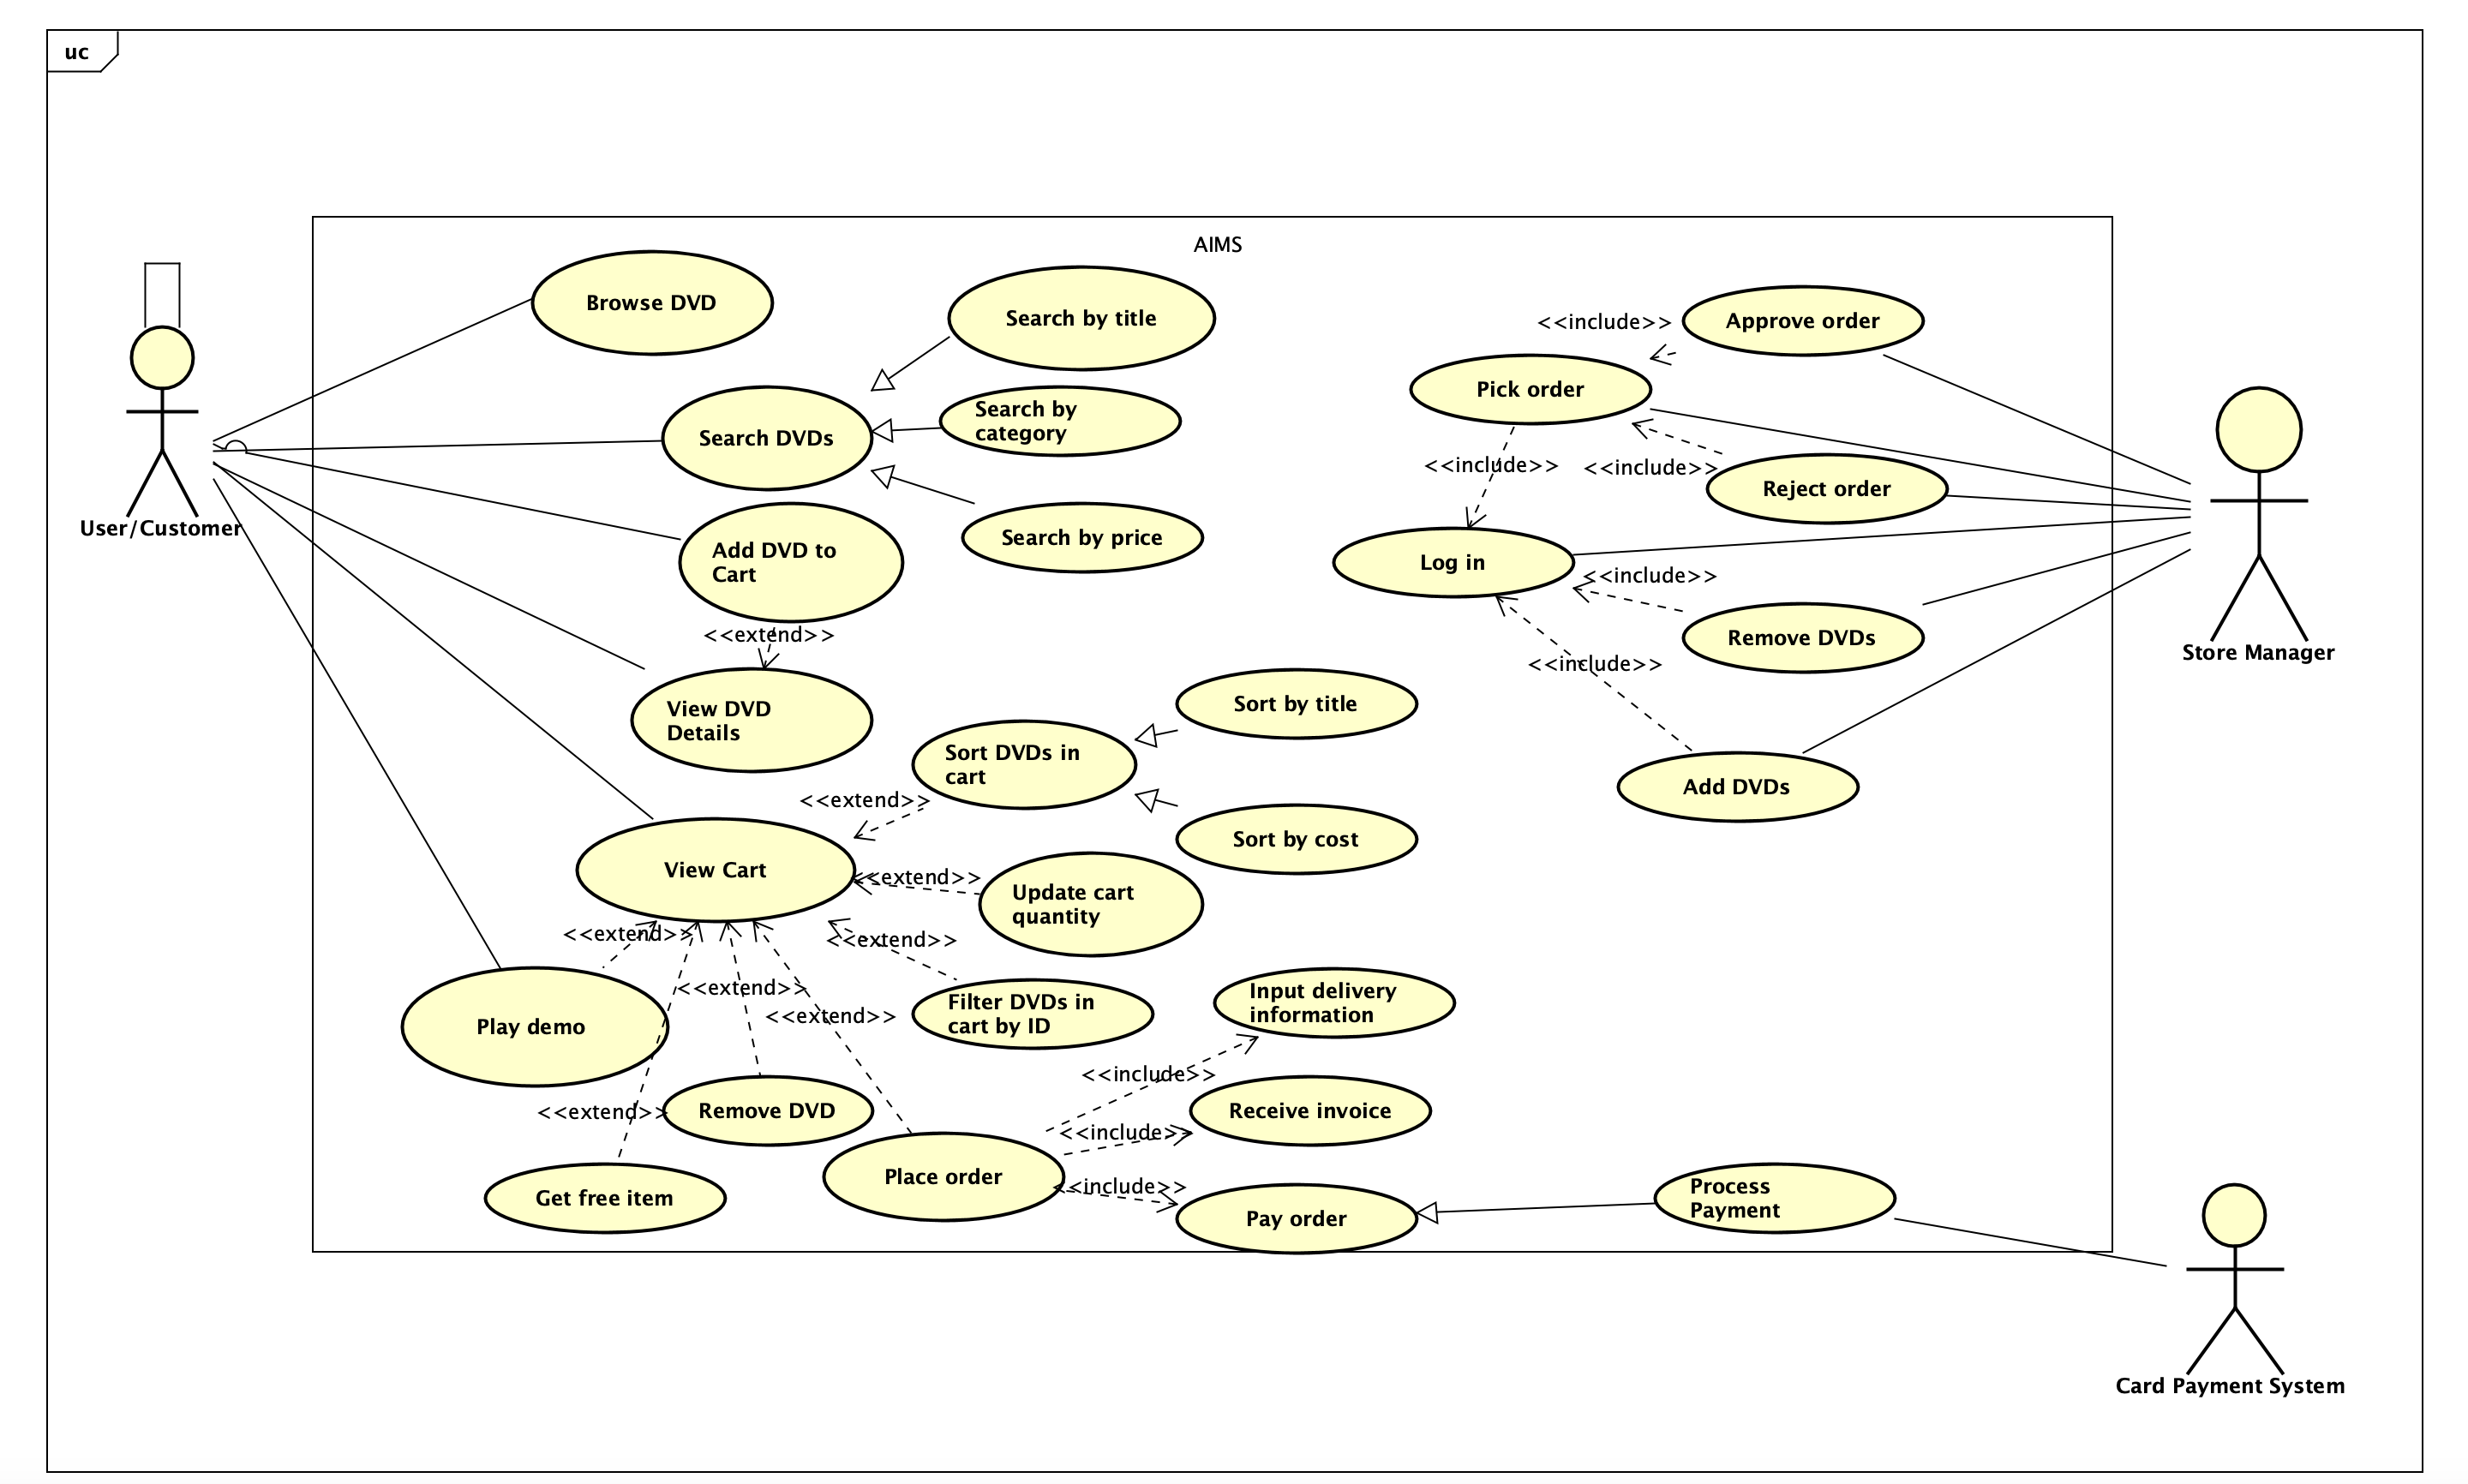 uc
AIMS
Browse DVD
Search by title
<<include>>
Approve order
Pick order
Search DVDs
Search by
category
<<include>>
<<include>>
Reject order
User/Customer
Search by price
Add DVD to
Cart
Log in
<<include>>
<<extend>>
Remove DVDs
Store Manager
<<include>>
View DVD
Details
Sort by title
Sort DVDs in
cart
Add DVDs
<<extend>>
Sort by cost
View Cart
<<extend>>
Update cart
quantity
<<extend>>
<<extend>>
<<extend>>
Input delivery
information
Filter DVDs in
cart by ID
<<extend>>
Play demo
<<include>>
<<extend>>
Remove DVD
Receive invoice
<<include>>
Place order
<<include>>
Get free item
Process
Payment
Pay order
Card Payment System